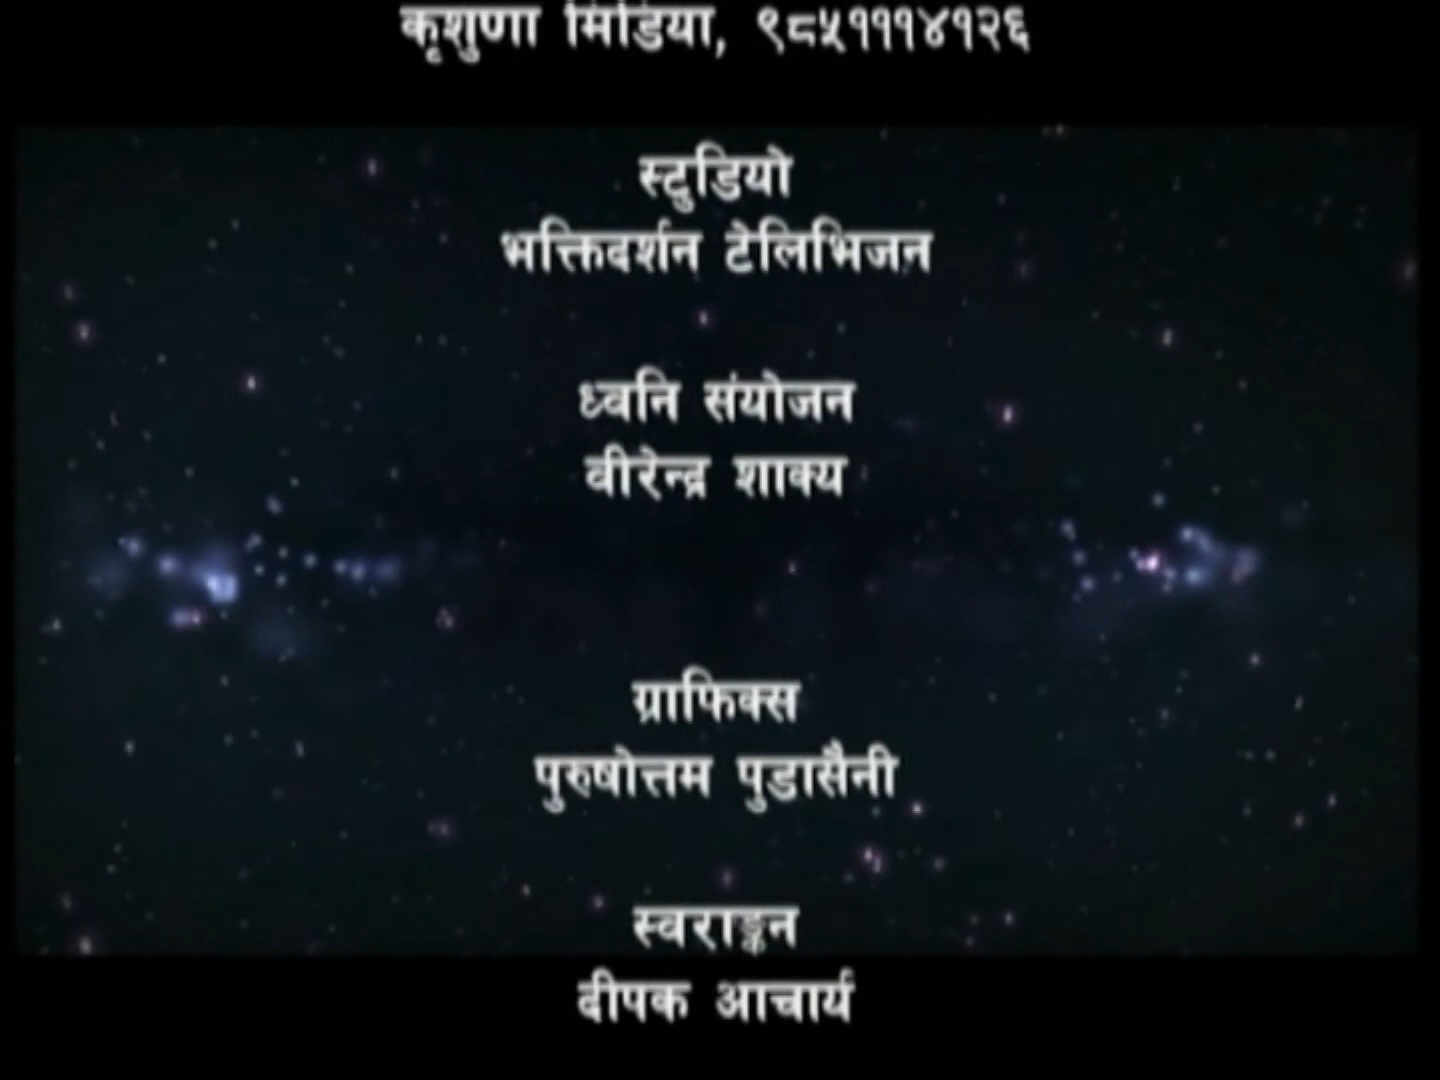 कृशुणा मिडिया, ९८५१११४१२६
स्टुडियो
भक्तिदर्शन टेलिभिजन
ध्वनि संयोजन
वीरेन्द्र शाक्य
ग्राफिक्स
पुरुषोत्तम पुडासैनी
स्वराङ्कन
दीपक आचार्य